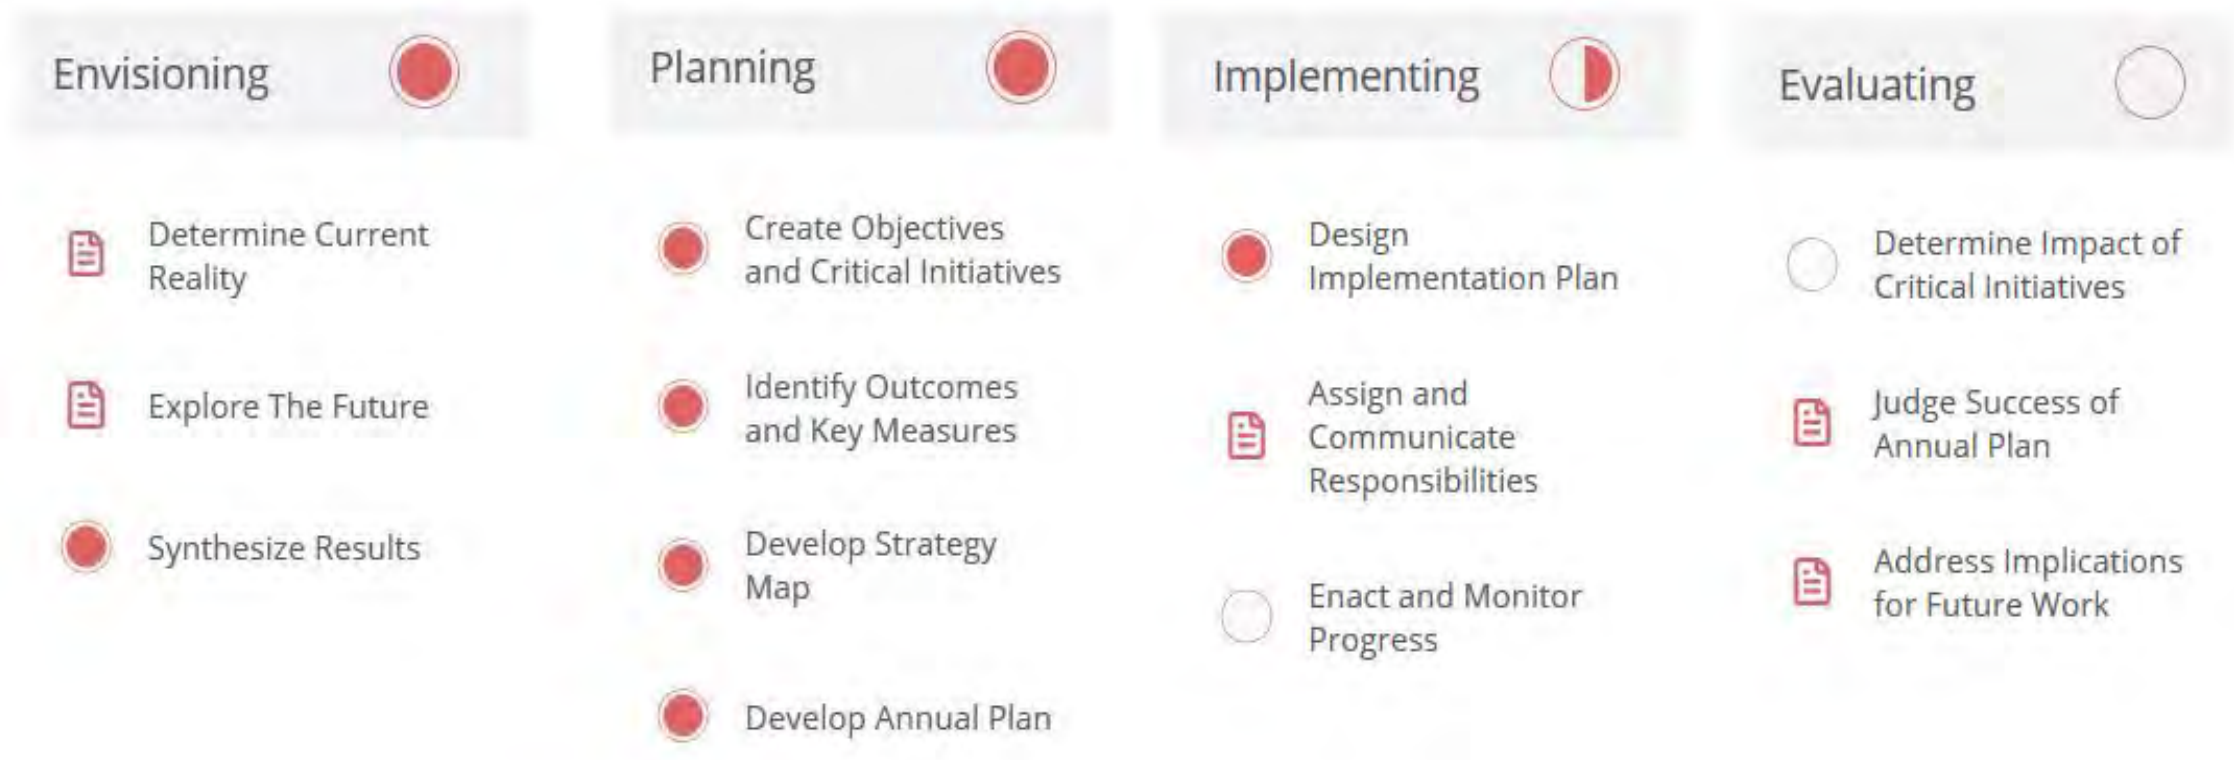 Envisioning
Determine Current
Reality
Explore The Future
Synthesize Results
Planning
Create Objectives
and Critical Initiatives
Identify Outcomes
and Key Measures
Develop Strategy
Map
Develop Annual Plan
Implementing
Design
Implementation Plan
Assign and
Communicate
Responsibilities
Enact and Monitor
Progress
Evaluating
Determine Impact of
Critical Initiatives
Judge Success of
Annual Plan
Address Implications
for Future Work